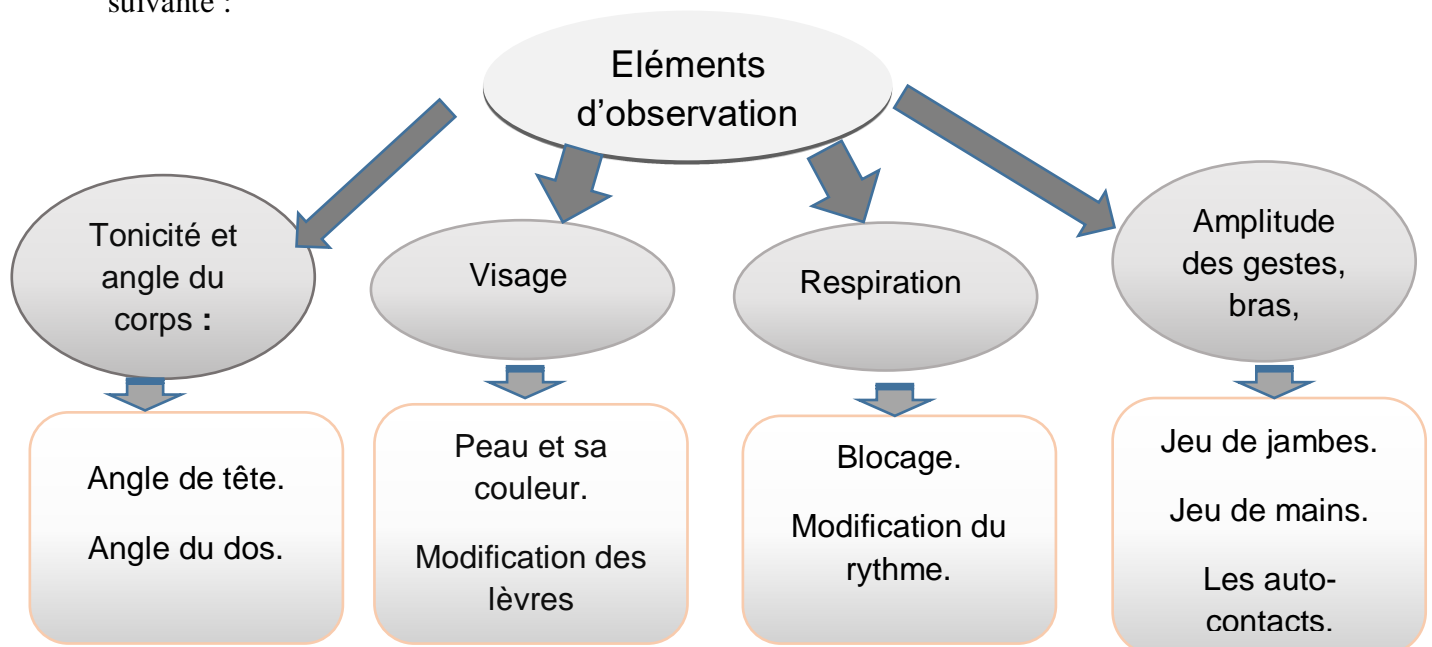 suivante :
Eléments
d’observation
Tonicité et
angle du
corps :
Visage
Respiration
Amplitude
des gestes,
bras,
Angle de tête.
Angle du dos.
Peau et sa
couleur.
Modification des
lèvres
Blocage.
Modification du
rythme.
Jeu de jambes.
Jeu de mains.
Les auto-
contacts.